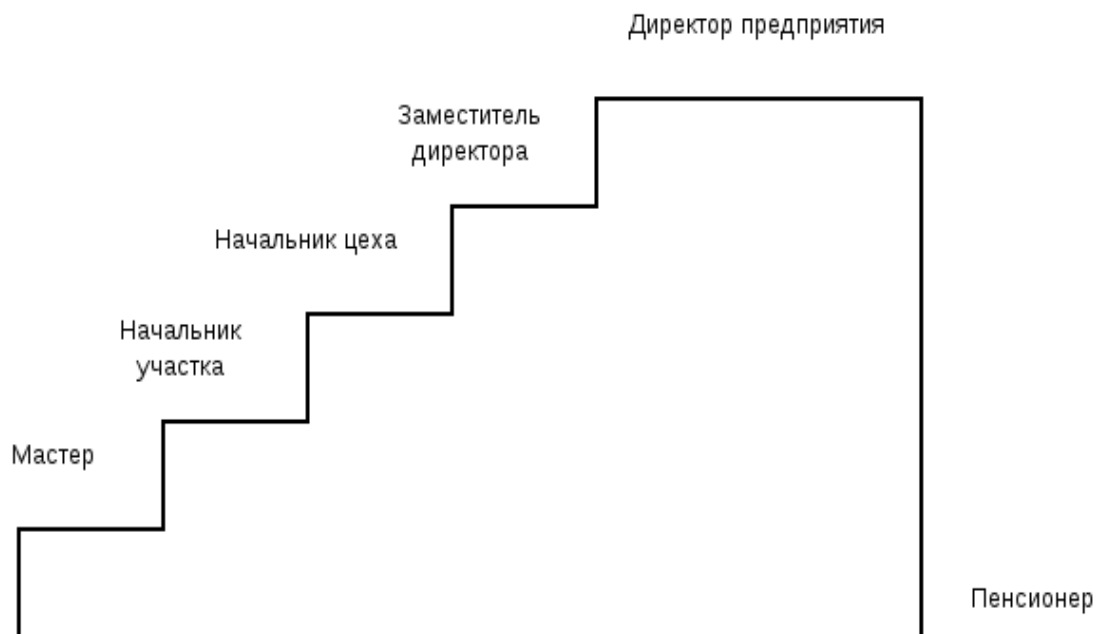 Директор предприятия
Заместитель
директора
Начальник цеха
Начальник
участка
Мастер
Пенсионер